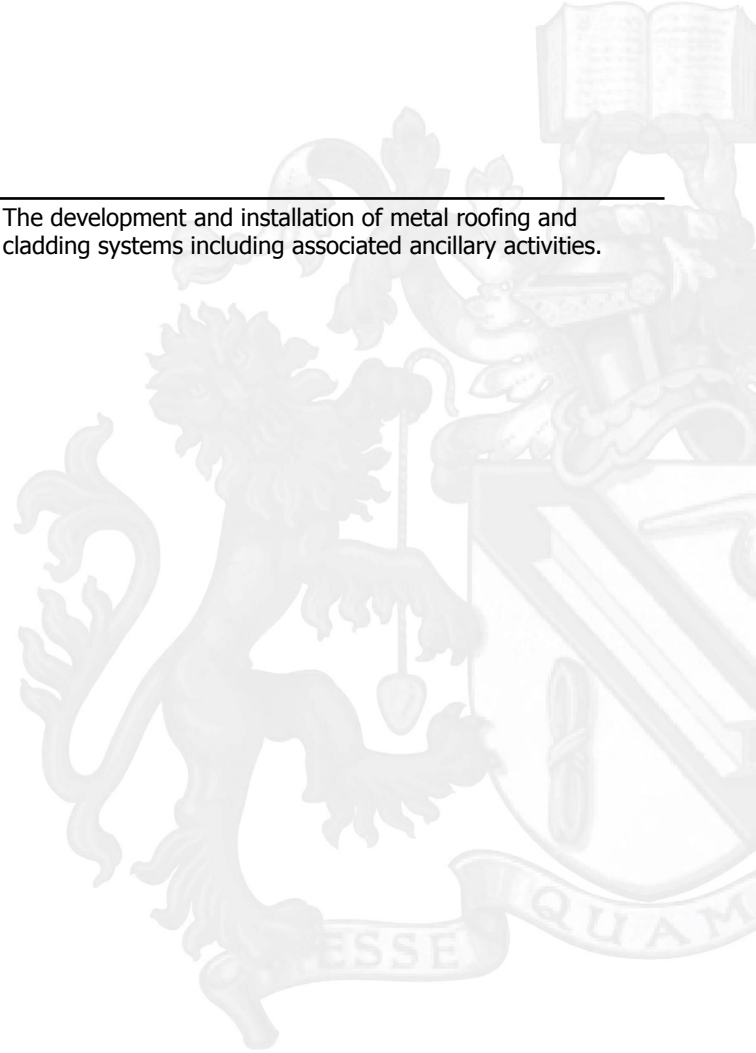 The development and installation of metal roofing and
cladding systems including associated ancillary activities.
ESSE
QUAM